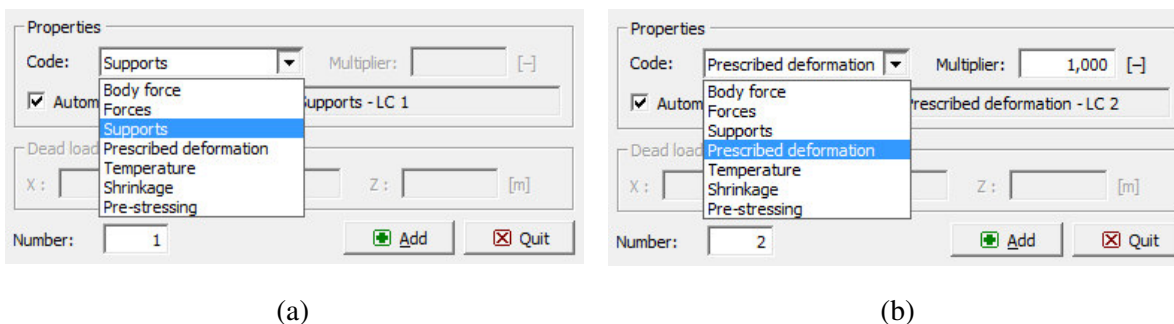 Properties
Code: Supports Multiplier: [–]
Autom Supports - LC 1
Body force
Forces
Supports
Prescribed deformation
Temperature
Shrinkage
Pre-stressing
Dead load
X : Z : [m]
Number: 1 Add Quit
(a)
Properties
Code: Prescribed deformation Multiplier: 1,000 [–]
Autom Prescribed deformation - LC 2
Body force
Forces
Supports
Prescribed deformation
Temperature
Shrinkage
Pre-stressing
Dead load
X : Z : [m]
Number: 2 Add Quit
(b)